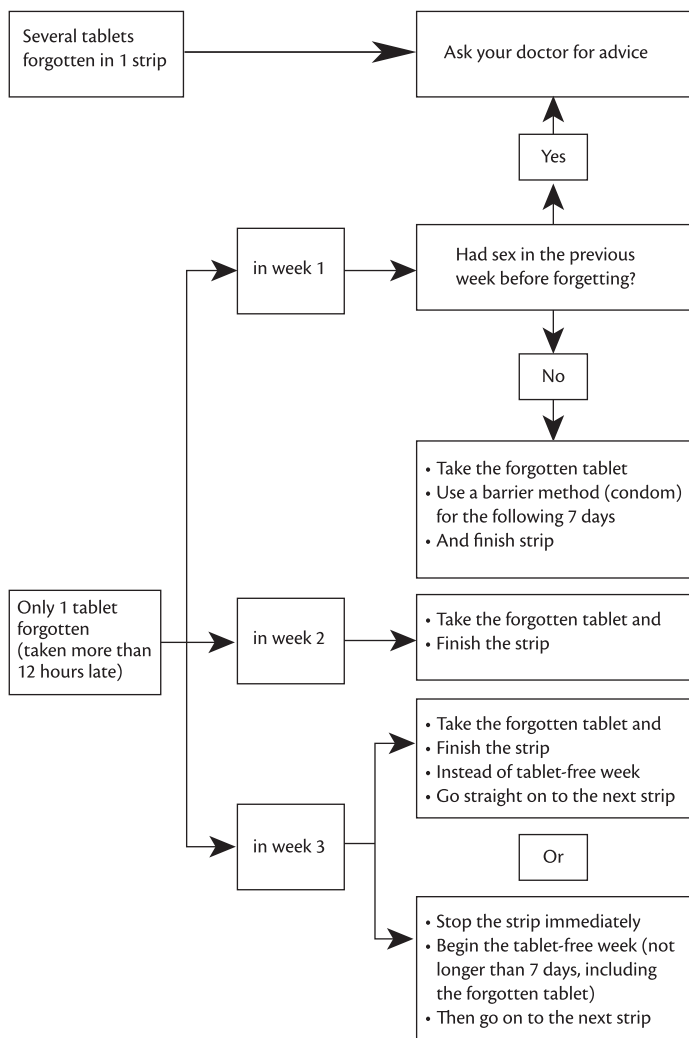 Several tablets
forgotten in 1 strip
Ask your doctor for advice
Yes
in week 1
Had sex in the previous
week before forgetting?
No
• Take the forgotten tablet
• Use a barrier method (condom)
for the following 7 days
• And finish strip
Only 1 tablet
forgotten
(taken more than
12 hours late)
in week 2
• Take the forgotten tablet and
• Finish the strip
in week 3
• Take the forgotten tablet and
• Finish the strip
• Instead of tablet-free week
• Go straight on to the next strip
Or
• Stop the strip immediately
• Begin the tablet-free week (not
longer than 7 days, including
the forgotten tablet)
• Then go on to the next strip